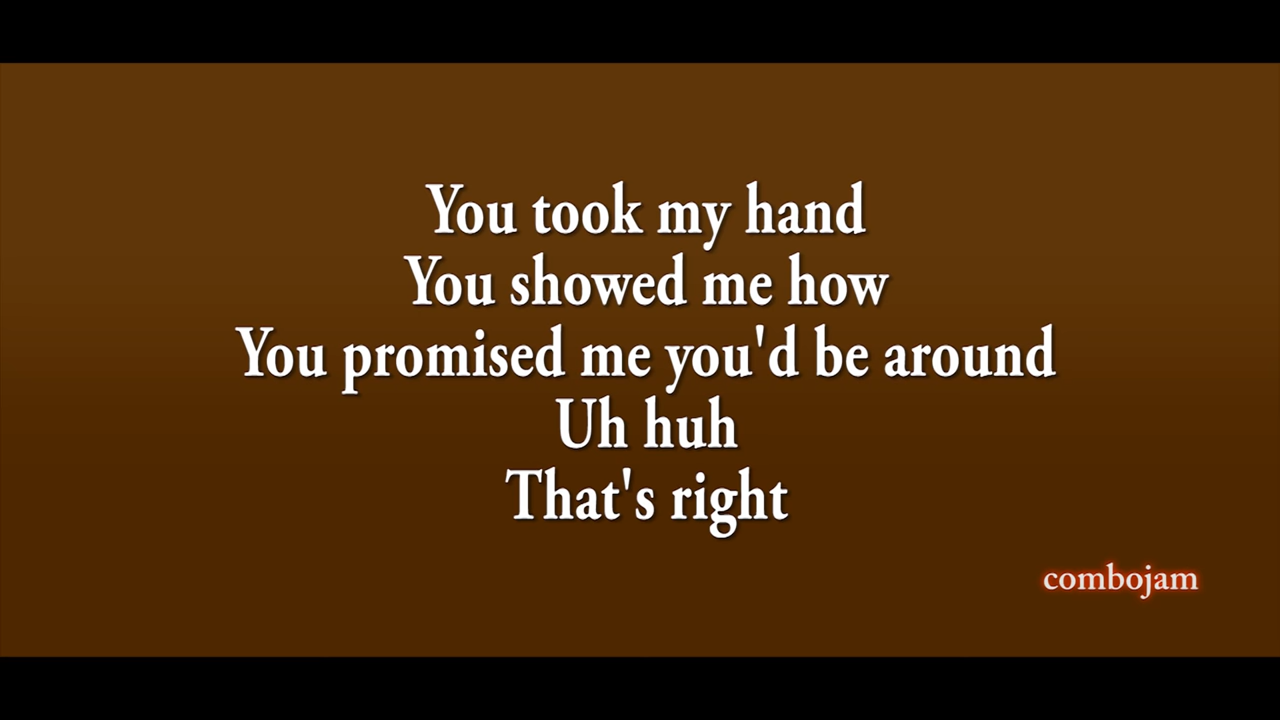 You took my hand
You showed me how
You promised me you'd be around
Uh huh
That's right
combojam